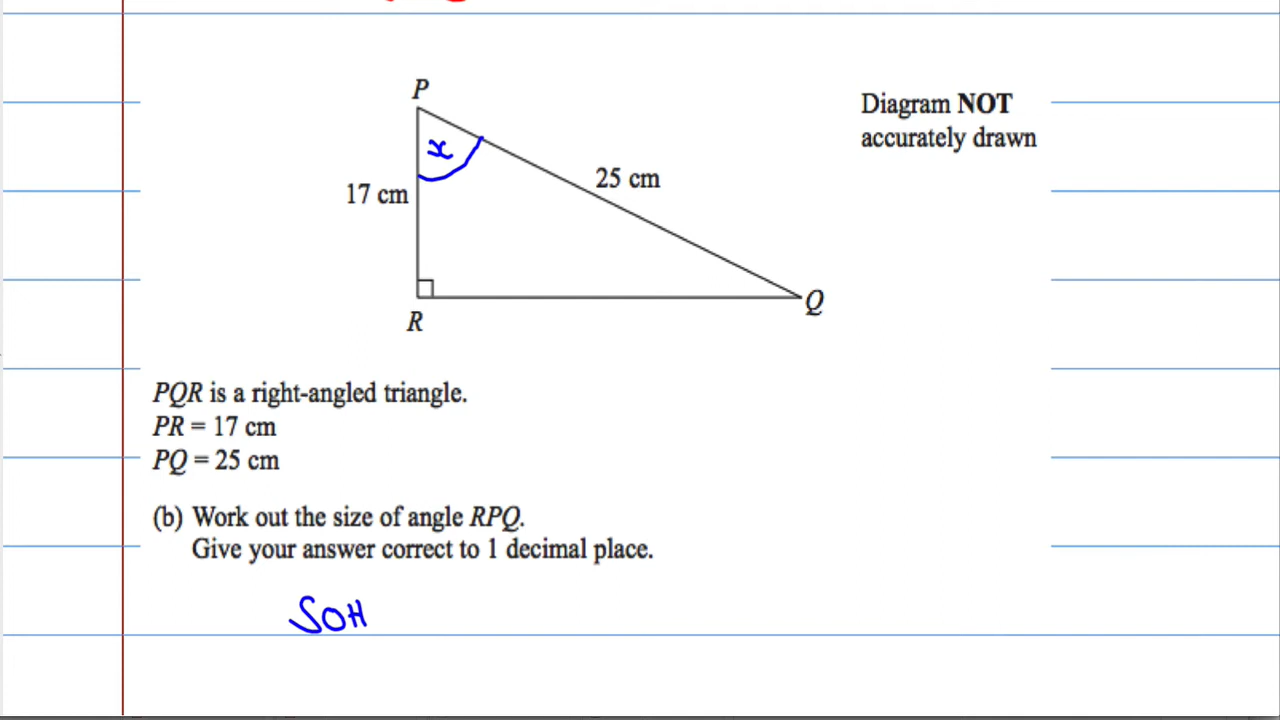 P
Diagram NOT
accurately drawn
x
25 cm
17 cm
R
Q
PQR is a right-angled triangle.
PR = 17 cm
PQ = 25 cm
(b) Work out the size of angle RPQ.
Give your answer correct to 1 decimal place.
SOH